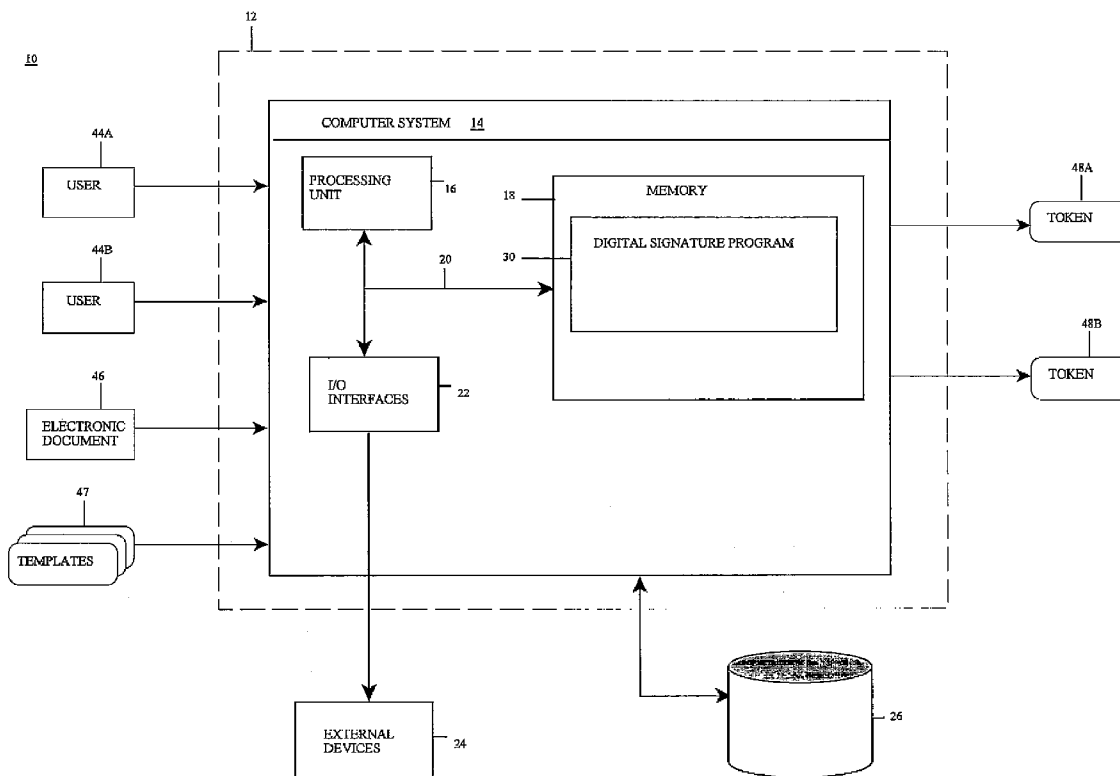 12
10
COMPUTER SYSTEM 14
44A
USER
PROCESSING
UNIT
16
18
MEMORY
48A
TOKEN
DIGITAL SIGNATURE PROGRAM
30
20
44B
USER
48B
TOKEN
I/O
INTERFACES
22
46
ELECTRONIC
DOCUMENT
47
TEMPLATES
26
EXTERNAL
DEVICES
24